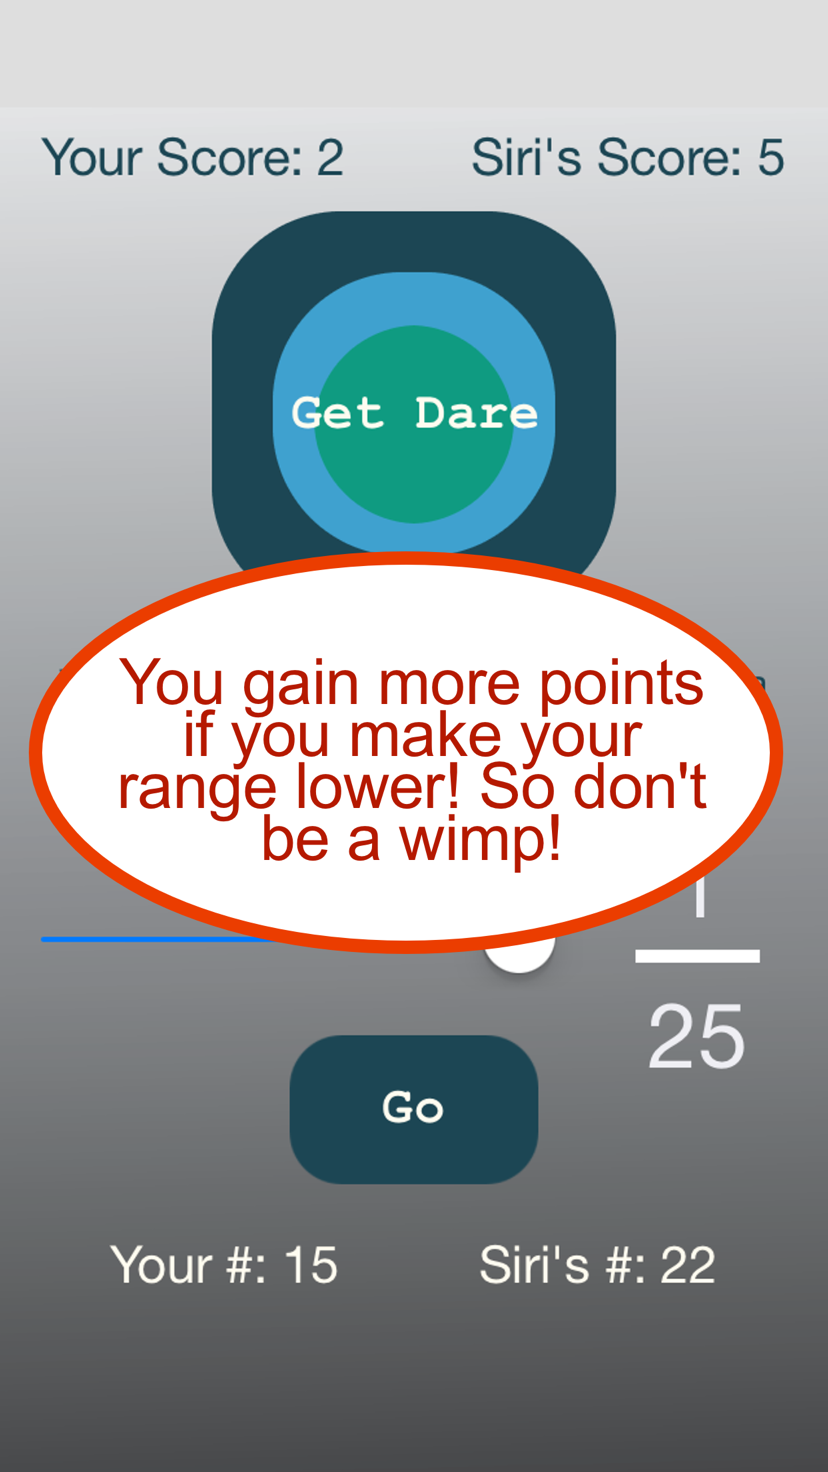 Your Score: 2
Siri's Score: 5
Get Dare
You gain more points
if you make your
range lower! So don't
be a wimp!
25
Go
Your #: 15
Siri's #: 22